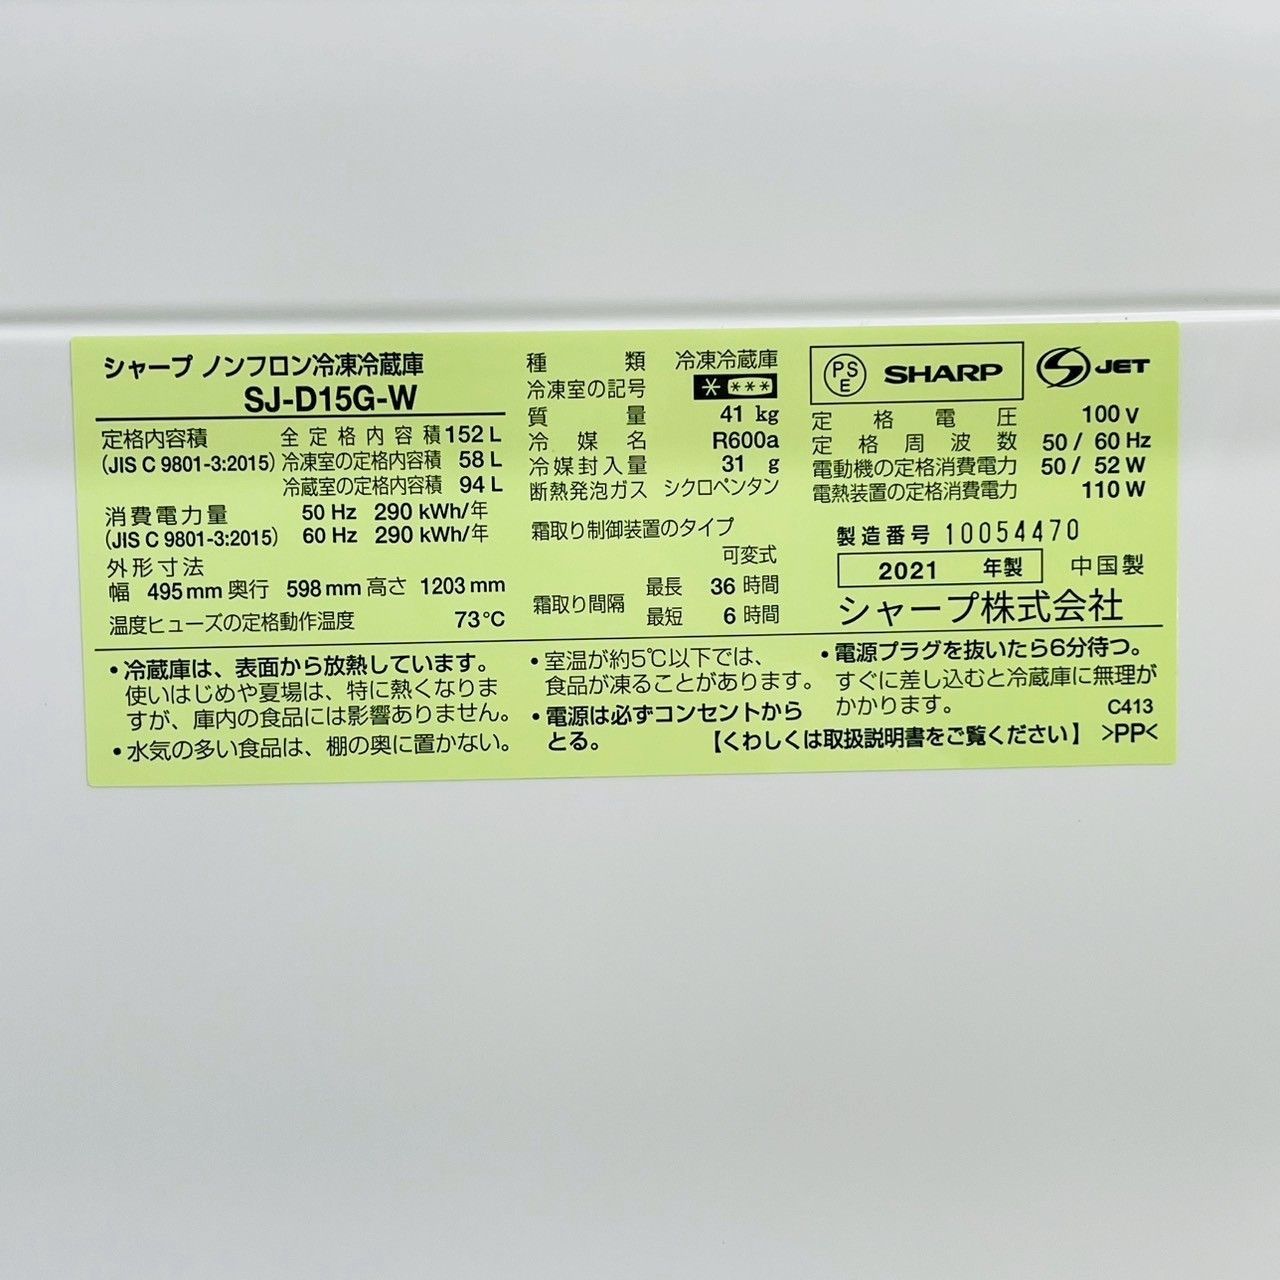 シャープ ノンフロン冷凍冷蔵庫
SJ-D15G-W
定格内容積 全定格内容積 152 L
(JIS C 9801-3:2015) 冷凍室の定格内容積 58 L
冷蔵室の定格内容積 94 L
消費電力量 50 Hz 290 kWh/年
(JIS C 9801-3:2015) 60 Hz 290 kWh/年
外形寸法
幅 495 mm 奥行 598 mm 高さ 1203 mm
温度ヒューズの定格動作温度 73℃
種類 冷凍冷蔵庫
冷凍室の記号 * ***
質量 41 kg
冷媒名 R600a
冷媒封入量 31 g
断熱発泡ガス シクロペンタン
霜取り制御装置のタイプ
可変式
霜取り間隔 最長 36 時間
最短 6 時間
PS E SHARP S JET
定格電圧 100 V
定格周波数 50 / 60 Hz
電動機の定格消費電力 50 / 52 W
電熱装置の定格消費電力 110 W
製造番号 10054470
2021 年製 中国製
シャープ株式会社
・冷蔵庫は、表面から放熱しています。
使いはじめや夏場は、特に熱くなりま
すが、庫内の食品には影響ありません。
・水気の多い食品は、棚の奥に置かない。
・室温が約5℃以下では、
食品が凍ることがあります。
・電源は必ずコンセントから
とる。
・電源プラグを抜いたら6分待つ。
すぐに差し込むと冷蔵庫に無理が
かかります。 C413
【くわしくは取扱説明書をご覧ください】 >PP<